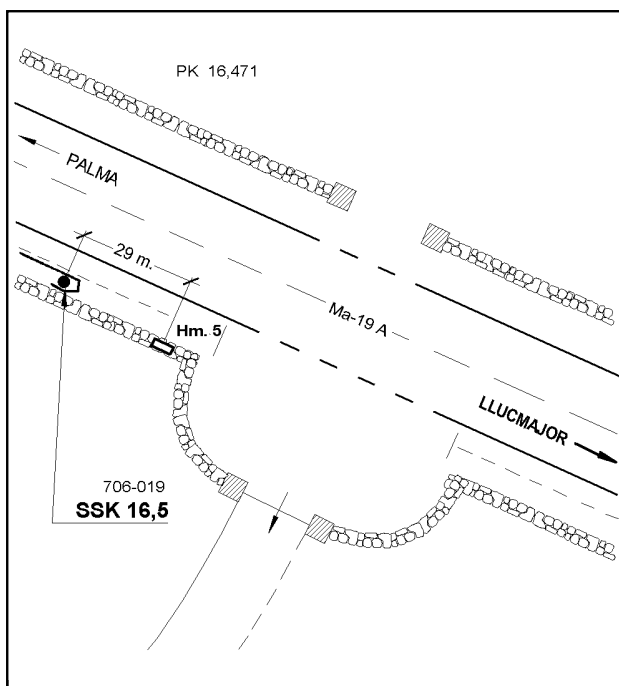 PK 16,471
PALMA
29 m.
Ma-19 A
Hm. 5
LLUCMAJOR
706-019
SSK 16,5